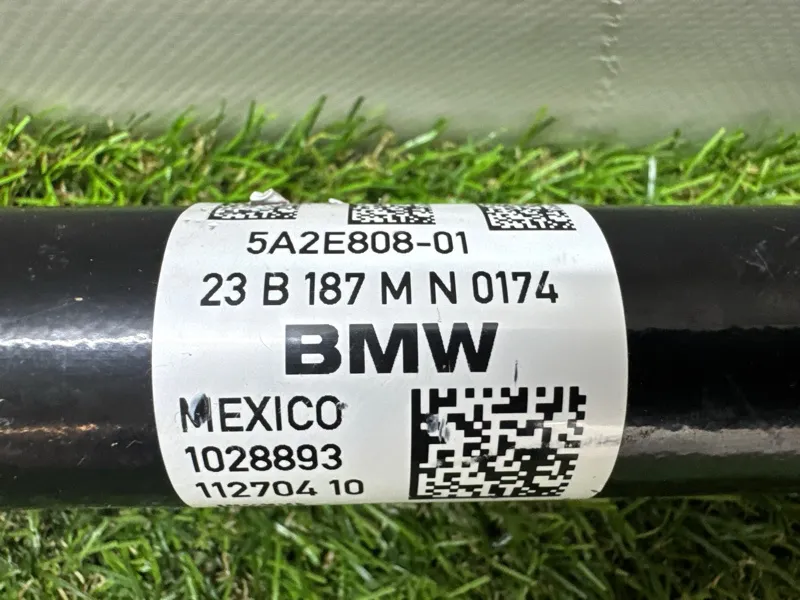 5A2E808-01
23 B 187 M N 0174
BMW
MEXICO
1028893
112704 10